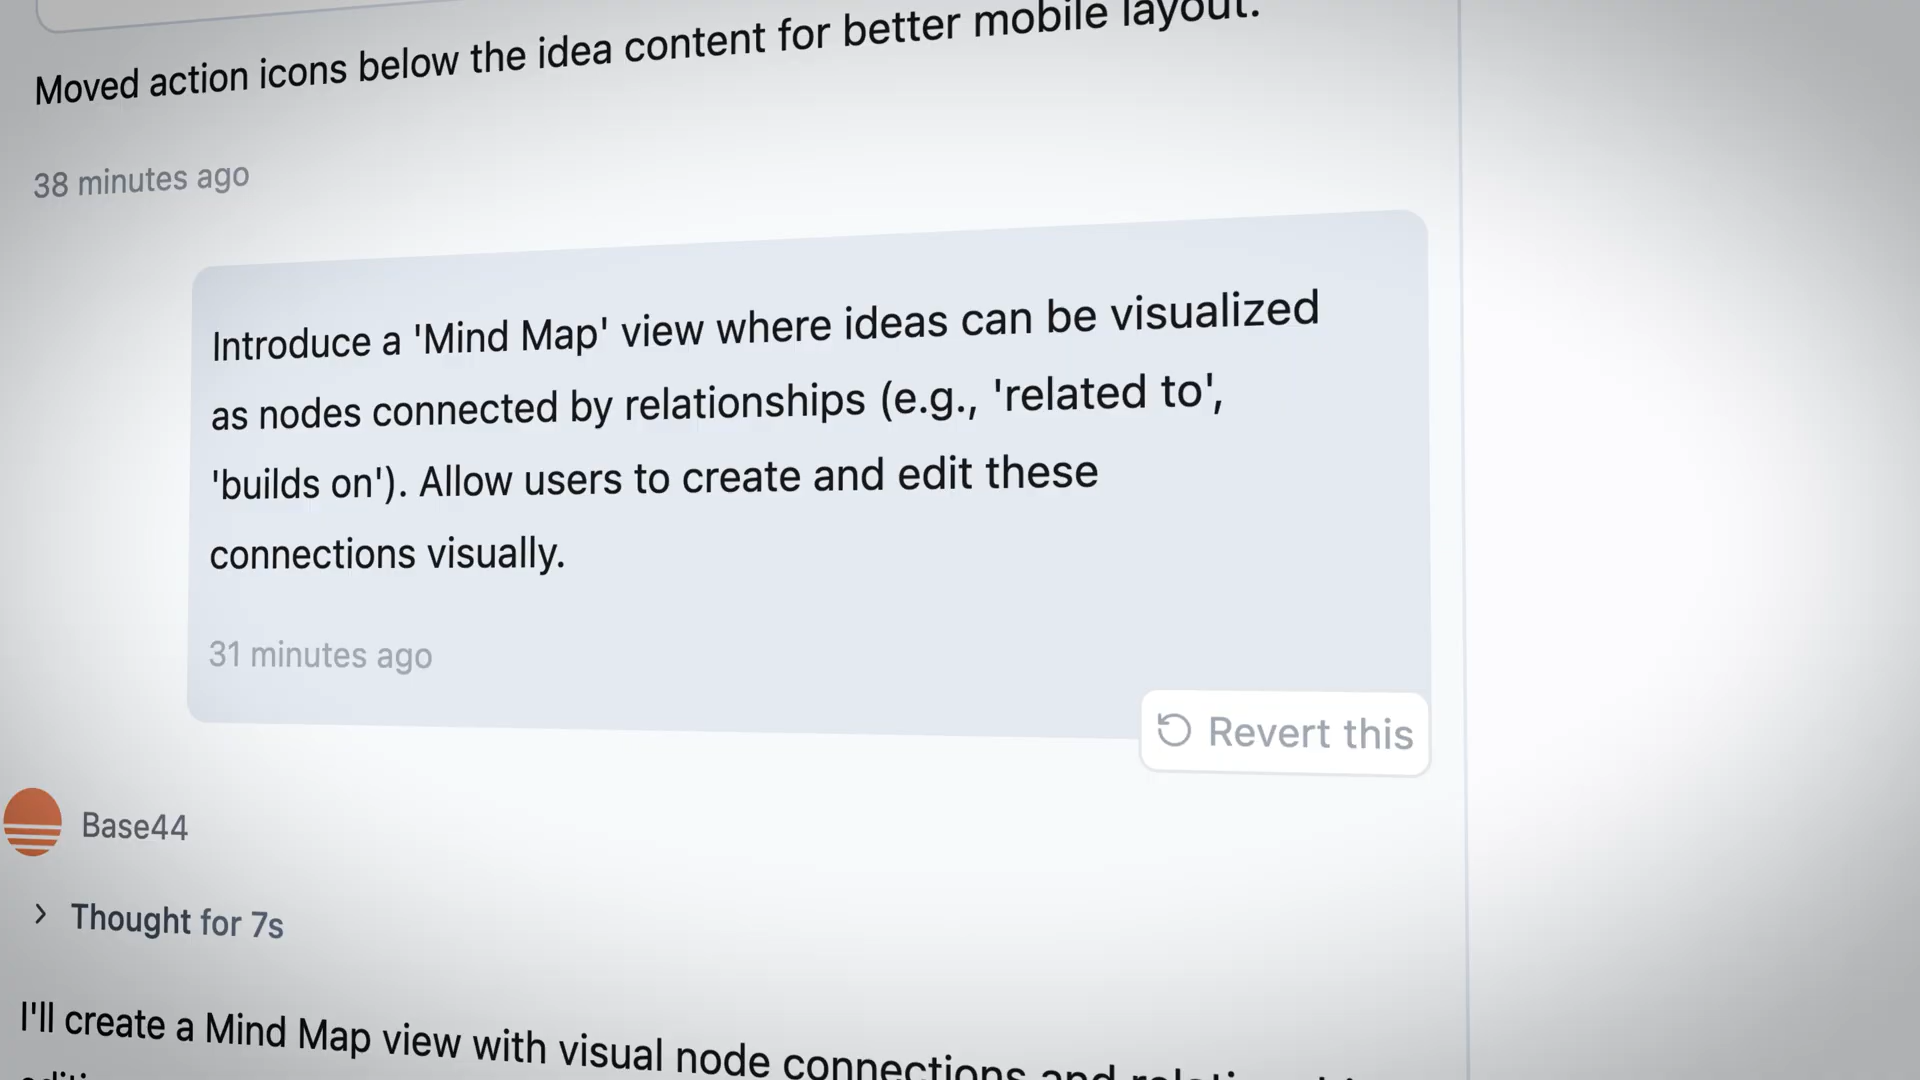 Moved action icons below the idea content for better mobile layout.
38 minutes ago
Introduce a 'Mind Map' view where ideas can be visualized
as nodes connected by relationships (e.g., 'related to',
'builds on'). Allow users to create and edit these
connections visually.
31 minutes ago
Revert this
Base44
Thought for 7s
I'll create a Mind Map view with visual node connections and